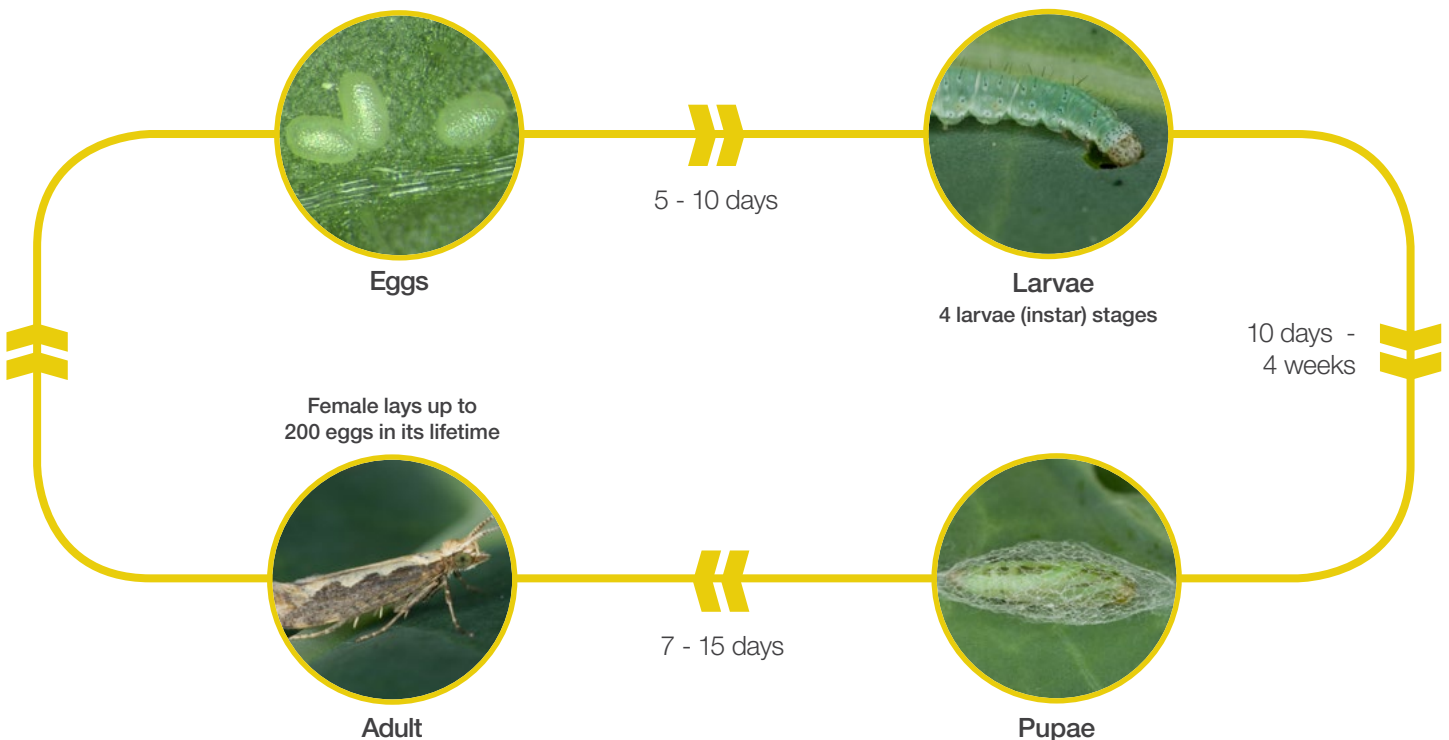 5 - 10 days
Eggs
Larvae
4 larvae (instar) stages
10 days -
4 weeks
Female lays up to
200 eggs in its lifetime
7 - 15 days
Adult
Pupae